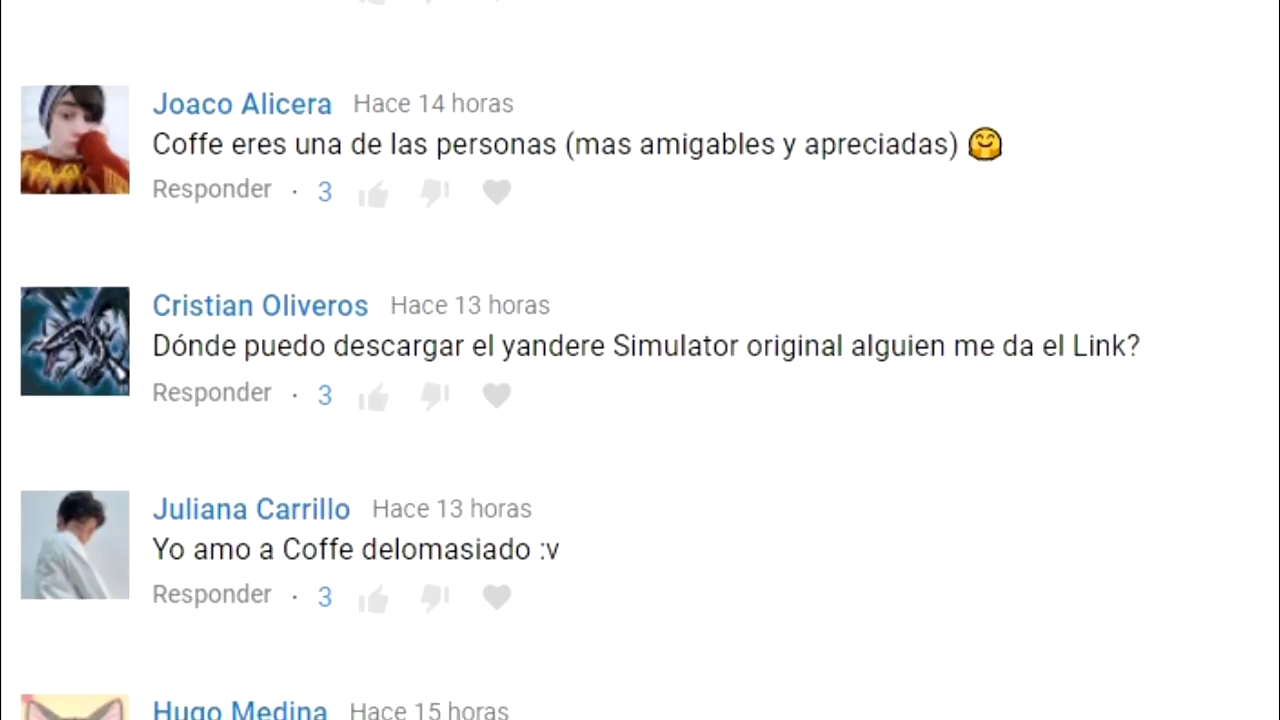 Joaco Alicera Hace 14 horas
Coffe eres una de las personas (mas amigables y apreciadas) 🤗
Responder · 3
Cristian Oliveros Hace 13 horas
Dónde puedo descargar el yandere Simulator original alguien me da el Link?
Responder · 3
Juliana Carrillo Hace 13 horas
Yo amo a Coffe delomasiado :v
Responder · 3
Hugo Medina Hace 15 horas